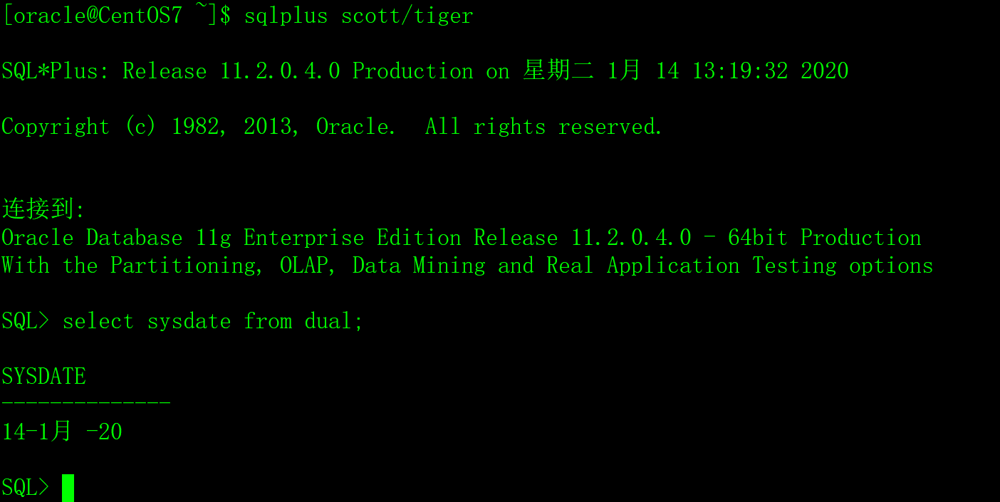 [oracle@CentOS7 ~]$ sqlplus scott/tiger
SQL*Plus: Release 11.2.0.4.0 Production on 星期二 1月 14 13:19:32 2020
Copyright (c) 1982, 2013, Oracle.  All rights reserved.
连接到:
Oracle Database 11g Enterprise Edition Release 11.2.0.4.0 - 64bit Production
With the Partitioning, OLAP, Data Mining and Real Application Testing options
SQL> select sysdate from dual;
SYSDATE
--------------
14-1月 -20
SQL>